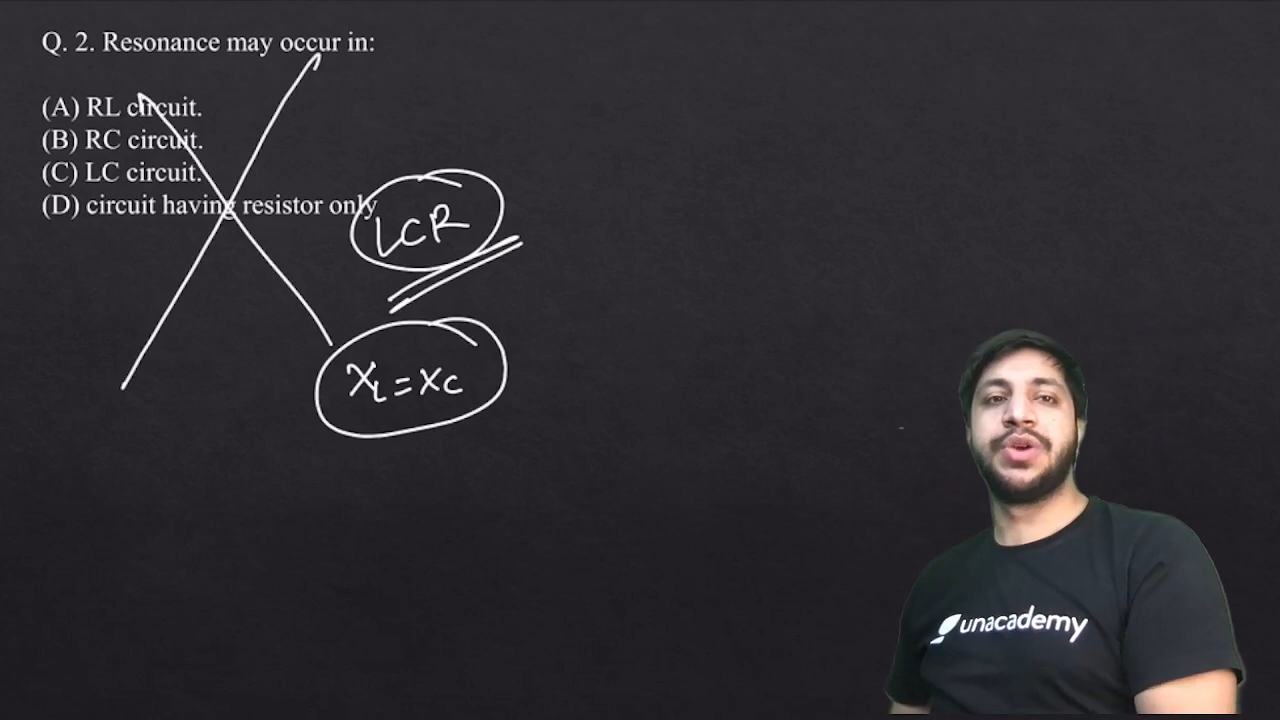 Q. 2. Resonance may occur in:
(A) RL circuit.
(B) RC circuit.
(C) LC circuit.
(D) circuit having resistor only
LCR
XL=XC
unacademy